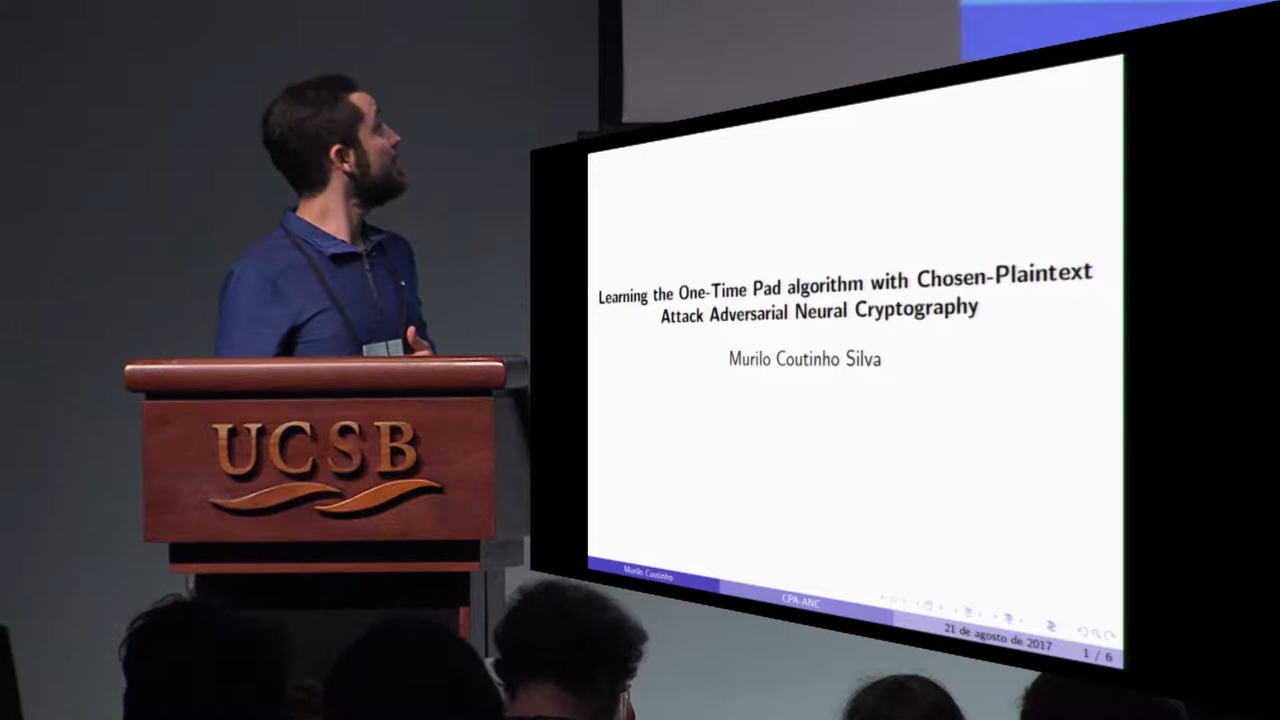 Learning the One-Time Pad algorithm with Chosen-Plaintext
Attack Adversarial Neural Cryptography
Murilo Coutinho Silva
UCSB
Murilo Coutinho
CPA-ANC
21 de agosto de 2017
1 / 6